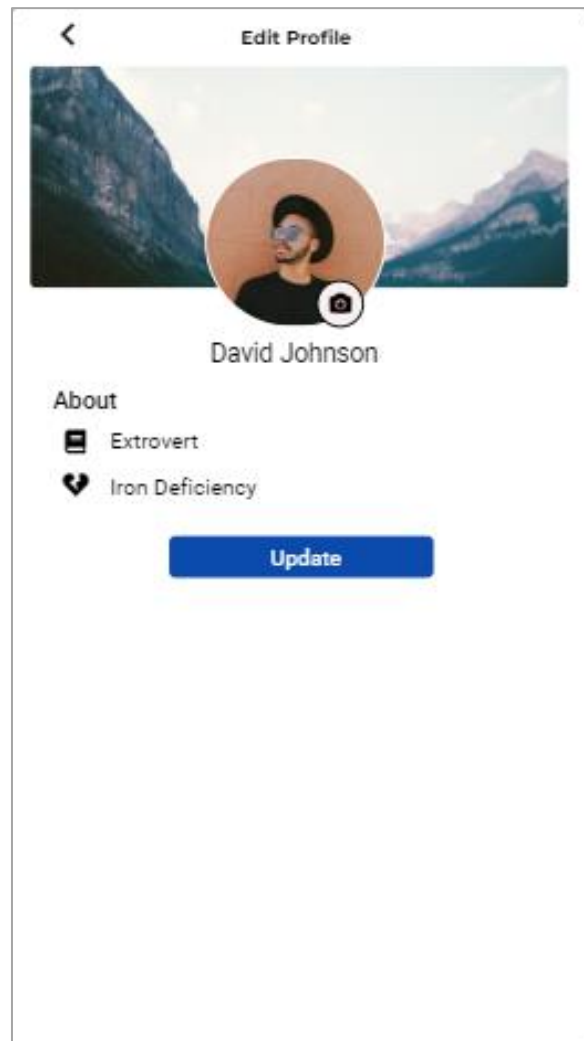 Edit Profile
David Johnson
About
Extrovert
Iron Deficiency
Update